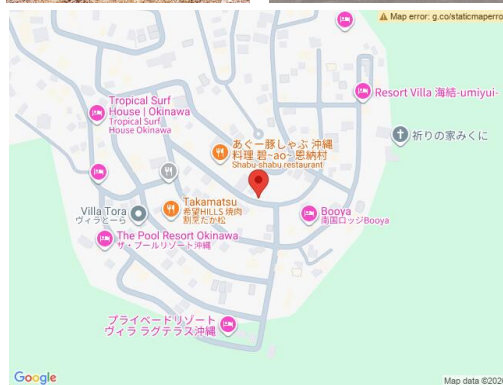 Map error: g.co/staticmaperro
Tropical Surf
House | Okinawa
Tropical Surf
House Okinawa
Resort Villa 海結-umiyui-
あぐー豚しゃぶ 沖縄
料理 碧~ao~ 恩納村
Shabu-shabu restaurant
祈りの家みくに
Takamatsu
希望HILLS 焼肉
割烹たか松
Villa Tora
ヴィラとーら
Booya
南国ロッジBooya
The Pool Resort Okinawa
ザ・プールリゾート沖縄
プライベートリゾート
ヴィラ ラグテラス沖縄
Google
Map data ©2026